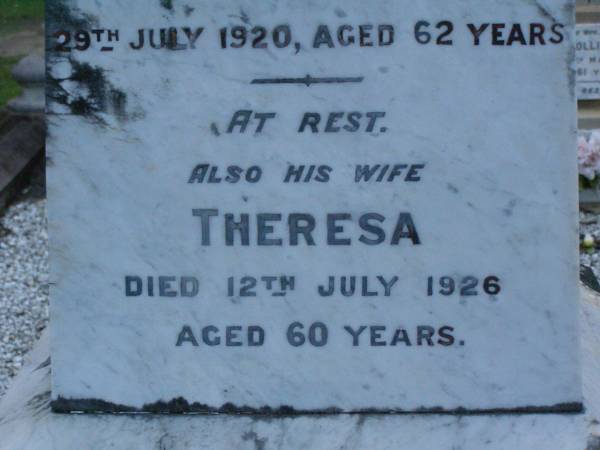 29TH JULY 1920, AGED 62 YEARS
AT REST.
ALSO HIS WIFE
THERESA
DIED 12TH JULY 1926
AGED 60 YEARS.